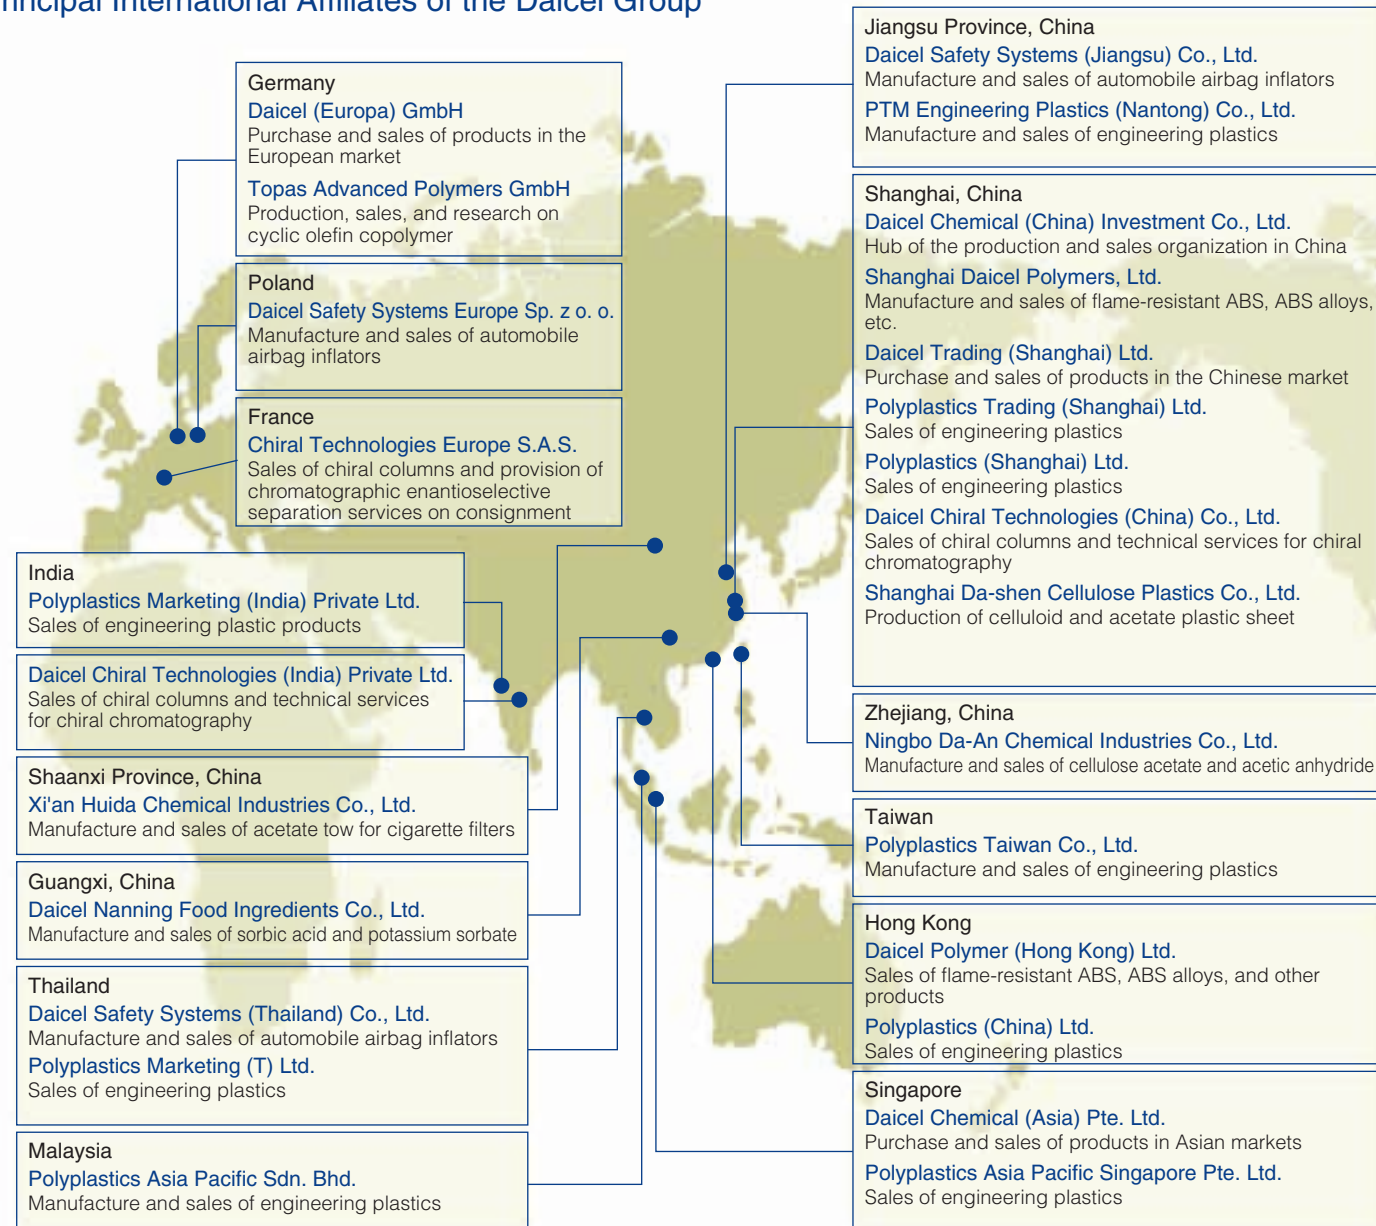 Principal International Affiliates of the Daicel Group
Germany
Daicel (Europa) GmbH
Purchase and sales of products in the
European market
Topas Advanced Polymers GmbH
Production, sales, and research on
cyclic olefin copolymer
Poland
Daicel Safety Systems Europe Sp. z o. o.
Manufacture and sales of automobile
airbag inflators
France
Chiral Technologies Europe S.A.S.
Sales of chiral columns and provision of
chromatographic enantioselective
separation services on consignment
India
Polyplastics Marketing (India) Private Ltd.
Sales of engineering plastic products
Daicel Chiral Technologies (India) Private Ltd.
Sales of chiral columns and technical services
for chiral chromatography
Shaanxi Province, China
Xi'an Huida Chemical Industries Co., Ltd.
Manufacture and sales of acetate tow for cigarette filters
Guangxi, China
Daicel Nanning Food Ingredients Co., Ltd.
Manufacture and sales of sorbic acid and potassium sorbate
Thailand
Daicel Safety Systems (Thailand) Co., Ltd.
Manufacture and sales of automobile airbag inflators
Polyplastics Marketing (T) Ltd.
Sales of engineering plastics
Malaysia
Polyplastics Asia Pacific Sdn. Bhd.
Manufacture and sales of engineering plastics
Jiangsu Province, China
Daicel Safety Systems (Jiangsu) Co., Ltd.
Manufacture and sales of automobile airbag inflators
PTM Engineering Plastics (Nantong) Co., Ltd.
Manufacture and sales of engineering plastics
Shanghai, China
Daicel Chemical (China) Investment Co., Ltd.
Hub of the production and sales organization in China
Shanghai Daicel Polymers, Ltd.
Manufacture and sales of flame-resistant ABS, ABS alloys,
etc.
Daicel Trading (Shanghai) Ltd.
Purchase and sales of products in the Chinese market
Polyplastics Trading (Shanghai) Ltd.
Sales of engineering plastics
Polyplastics (Shanghai) Ltd.
Sales of engineering plastics
Daicel Chiral Technologies (China) Co., Ltd.
Sales of chiral columns and technical services for chiral
chromatography
Shanghai Da-shen Cellulose Plastics Co., Ltd.
Production of celluloid and acetate plastic sheet
Zhejiang, China
Ningbo Da-An Chemical Industries Co., Ltd.
Manufacture and sales of cellulose acetate and acetic anhydride
Taiwan
Polyplastics Taiwan Co., Ltd.
Manufacture and sales of engineering plastics
Hong Kong
Daicel Polymer (Hong Kong) Ltd.
Sales of flame-resistant ABS, ABS alloys, and other
products
Polyplastics (China) Ltd.
Sales of engineering plastics
Singapore
Daicel Chemical (Asia) Pte. Ltd.
Purchase and sales of products in Asian markets
Polyplastics Asia Pacific Singapore Pte. Ltd.
Sales of engineering plastics